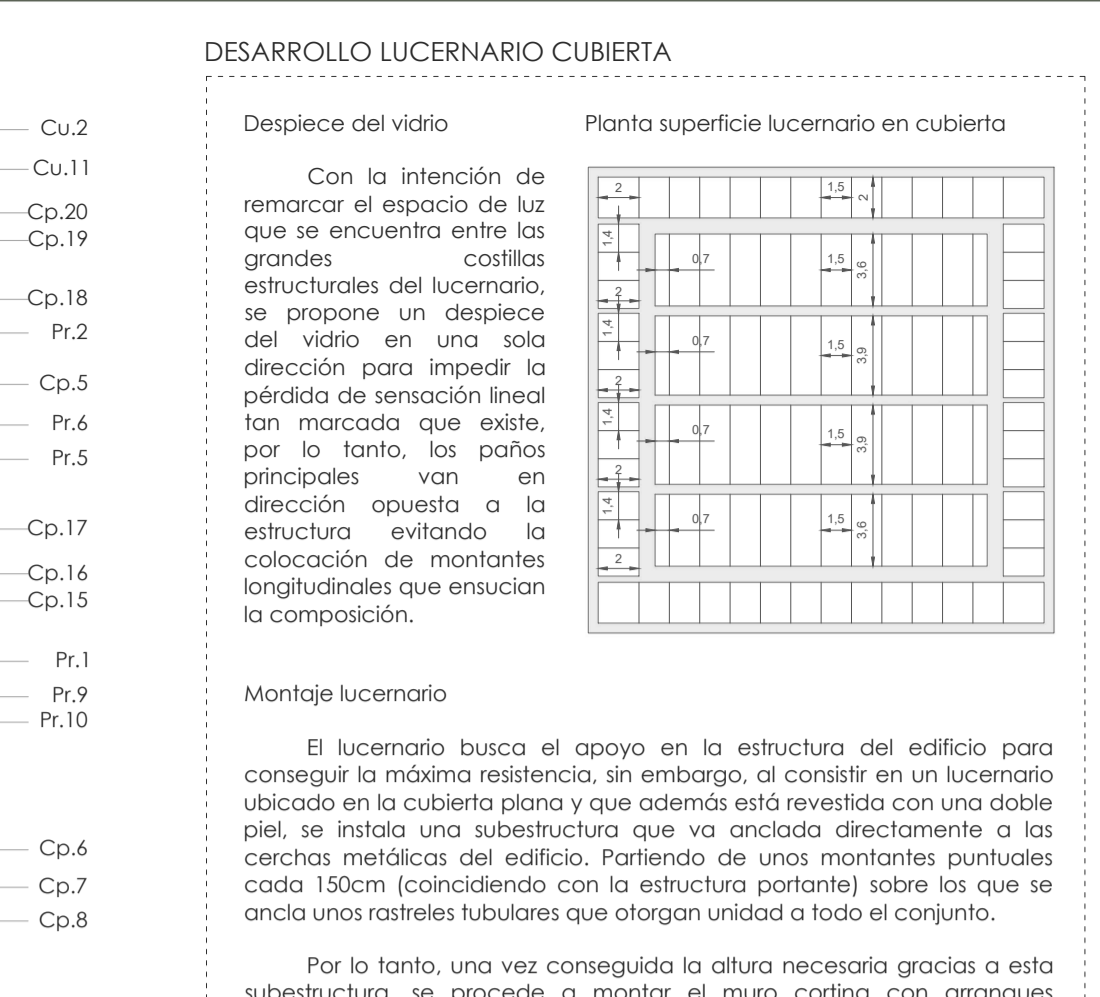 DESARROLLO LUCERNARIO CUBIERTA
Cu.2
Cu.11
Cp.20
Cp.19
Cp.18
Pr.2
Cp.5
Pr.6
Pr.5
Cp.17
Cp.16
Cp.15
Pr.1
Pr.9
Pr.10
Cp.6
Cp.7
Cp.8
Despiece del vidrio
Con la intención de
remarcar el espacio de luz
que se encuentra entre las
grandes costillas
estructurales del lucernario,
se propone un despiece
del vidrio en una sola
dirección para impedir la
pérdida de sensación lineal
tan marcada que existe,
por lo tanto, los paños
principales van en
dirección opuesta a la
estructura evitando la
colocación de montantes
longitudinales que ensucian
la composición.
Planta superficie lucernario en cubierta
2 1,5 2
1,4 0,7 1,5 3,6
2
1,4 0,7 1,5 3,9
2
1,4 0,7 1,5 3,9
2
1,4 0,7 1,5 3,6
2
Montaje lucernario
El lucernario busca el apoyo en la estructura del edificio para
conseguir la máxima resistencia, sin embargo, al consistir en un lucernario
ubicado en la cubierta plana y que además está revestida con una doble
piel, se instala una subestructura que va anclada directamente a las
cerchas metálicas del edificio. Partiendo de unos montantes puntuales
cada 150cm (coincidiendo con la estructura portante) sobre los que se
ancla unos rastreles tubulares que otorgan unidad a todo el conjunto.
Por lo tanto, una vez conseguida la altura necesaria gracias a esta
subestructura, se procede a montar el muro cortina con arranques